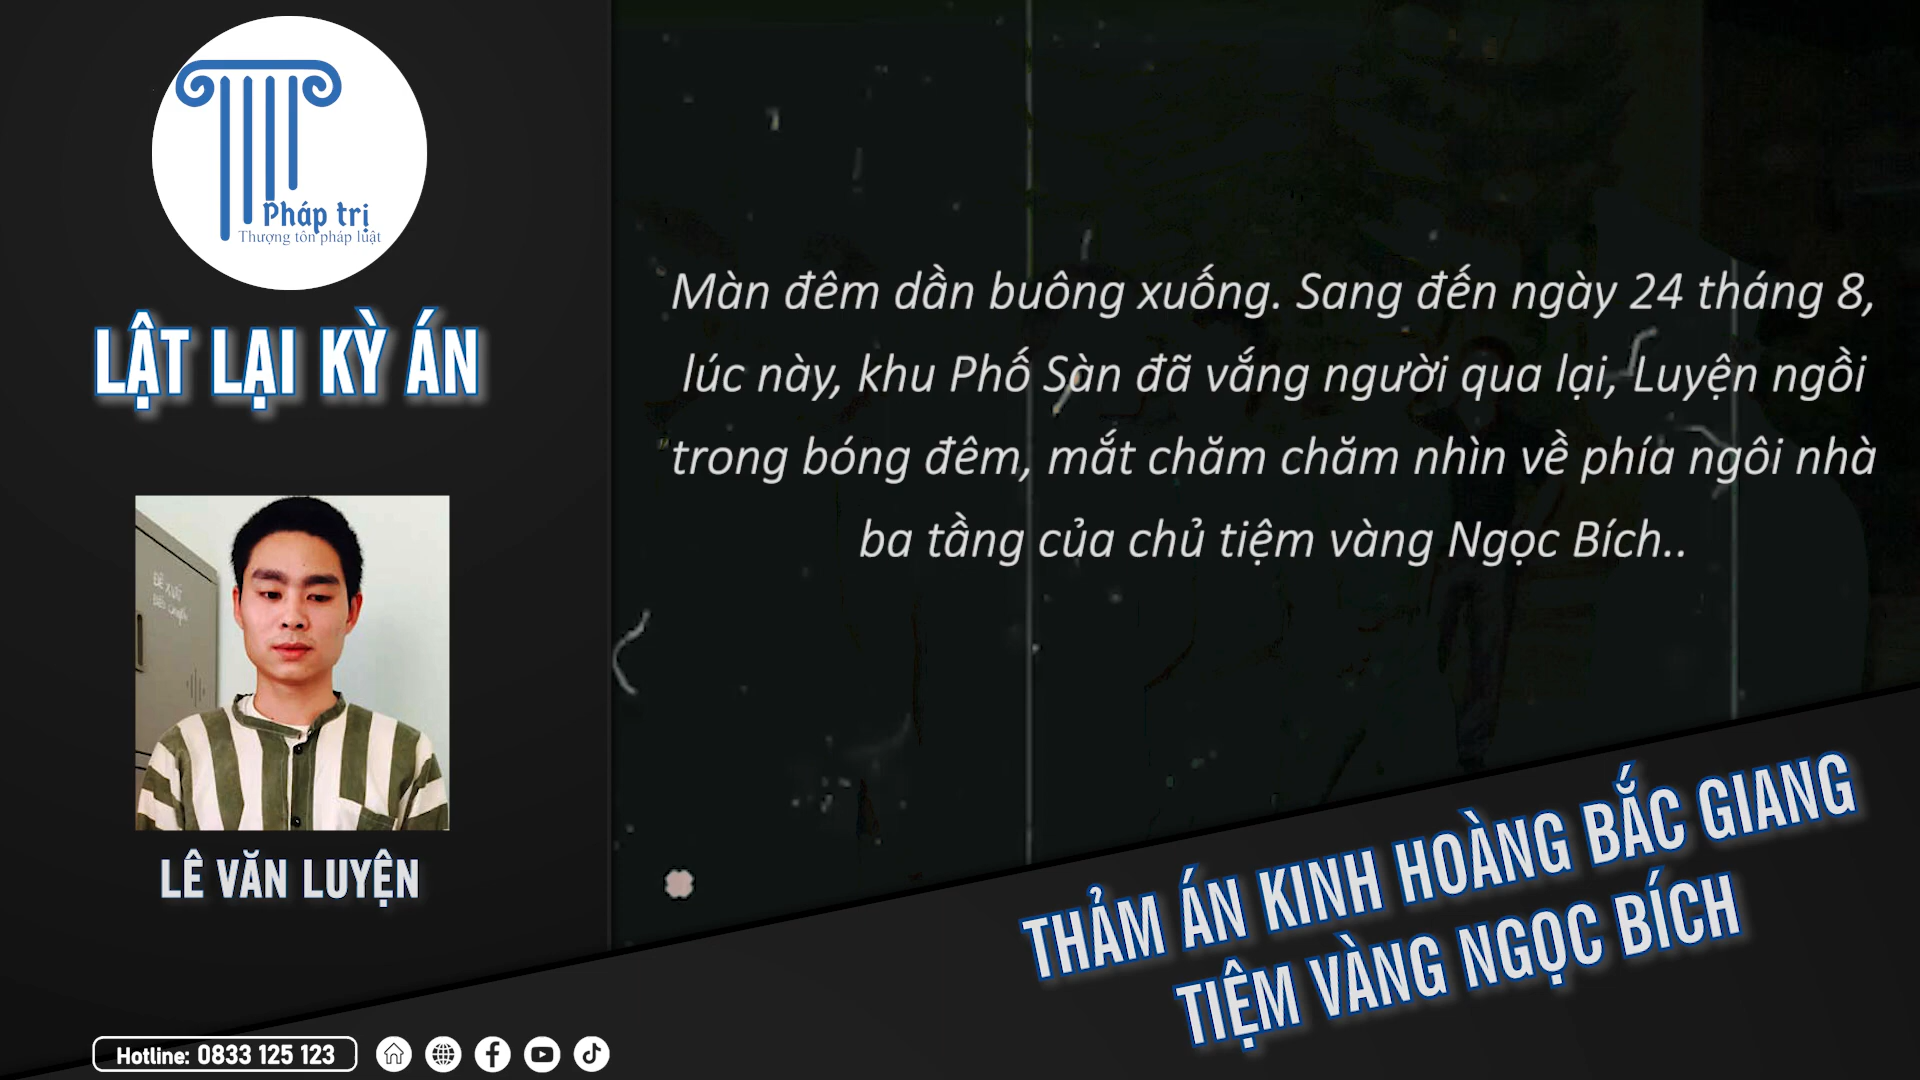 Pháp trị
Thượng tôn pháp luật
LẬT LẠI KỲ ÁN
ĐỀ XUẤT
LÊ VĂN LUYỆN
Màn đêm dần buông xuống. Sang đến ngày 24 tháng 8,
lúc này, khu Phố Sàn đã vắng người qua lại, Luyện ngồi
trong bóng đêm, mắt chăm chăm nhìn về phía ngôi nhà
ba tầng của chủ tiệm vàng Ngọc Bích..
THẢM ÁN KINH HOÀNG BẮC GIANG
TIỆM VÀNG NGỌC BÍCH
Hotline: 0833 125 123